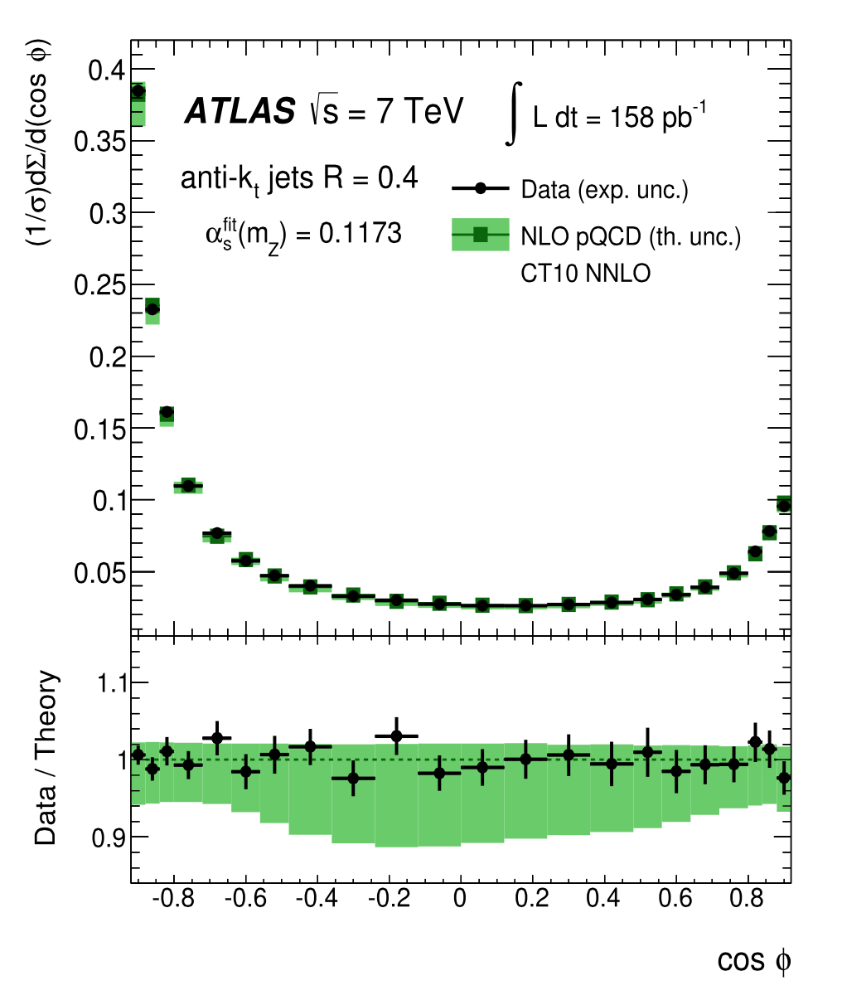 (1/σ)dΣ/d(cos ϕ)
0.4
0.35
0.3
0.25
0.2
0.15
0.1
0.05
ATLAS √s = 7 TeV
∫ L dt = 158 pb⁻¹
anti-kₜ jets R = 0.4
αₛᶠⁱᵗ(m_Z) = 0.1173
Data (exp. unc.)
NLO pQCD (th. unc.)
CT10 NNLO
Data / Theory
1.1
1
0.9
-0.8 -0.6 -0.4 -0.2 0 0.2 0.4 0.6 0.8
cos ϕ